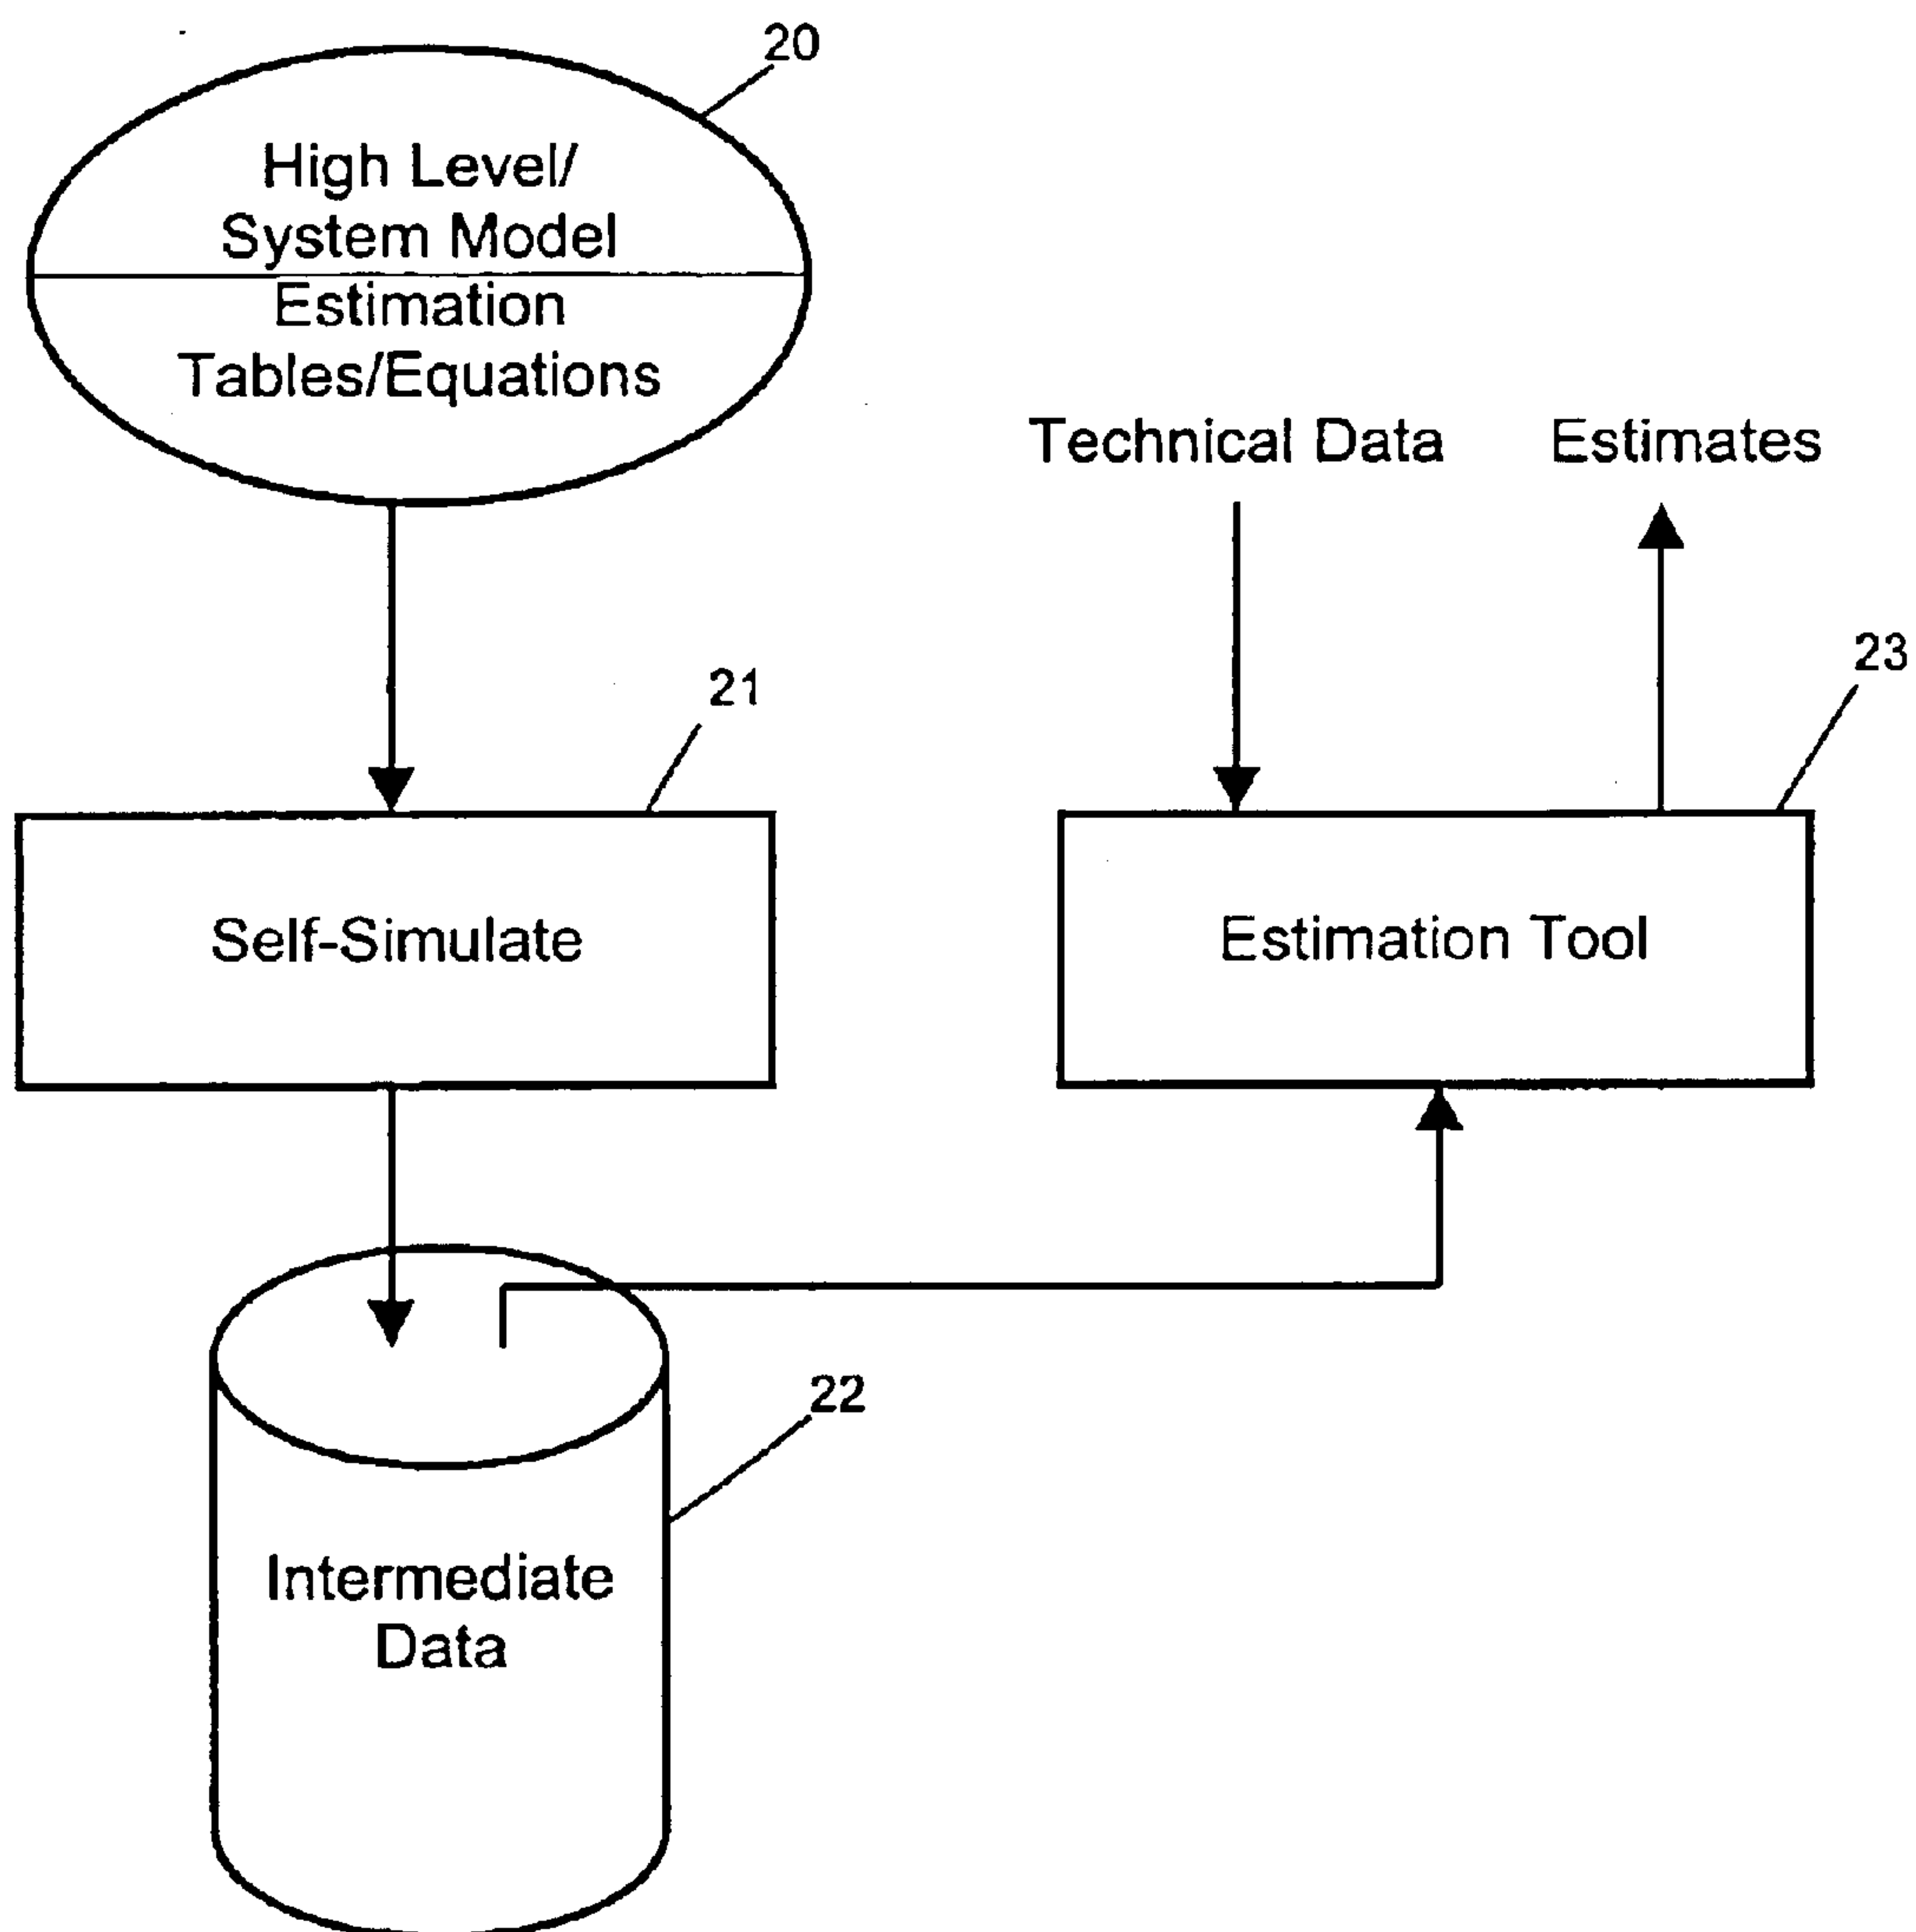 20
High Level/
System Model
Estimation
Tables/Equations
Technical Data
Estimates
21
23
Self-Simulate
Estimation Tool
22
Intermediate
Data